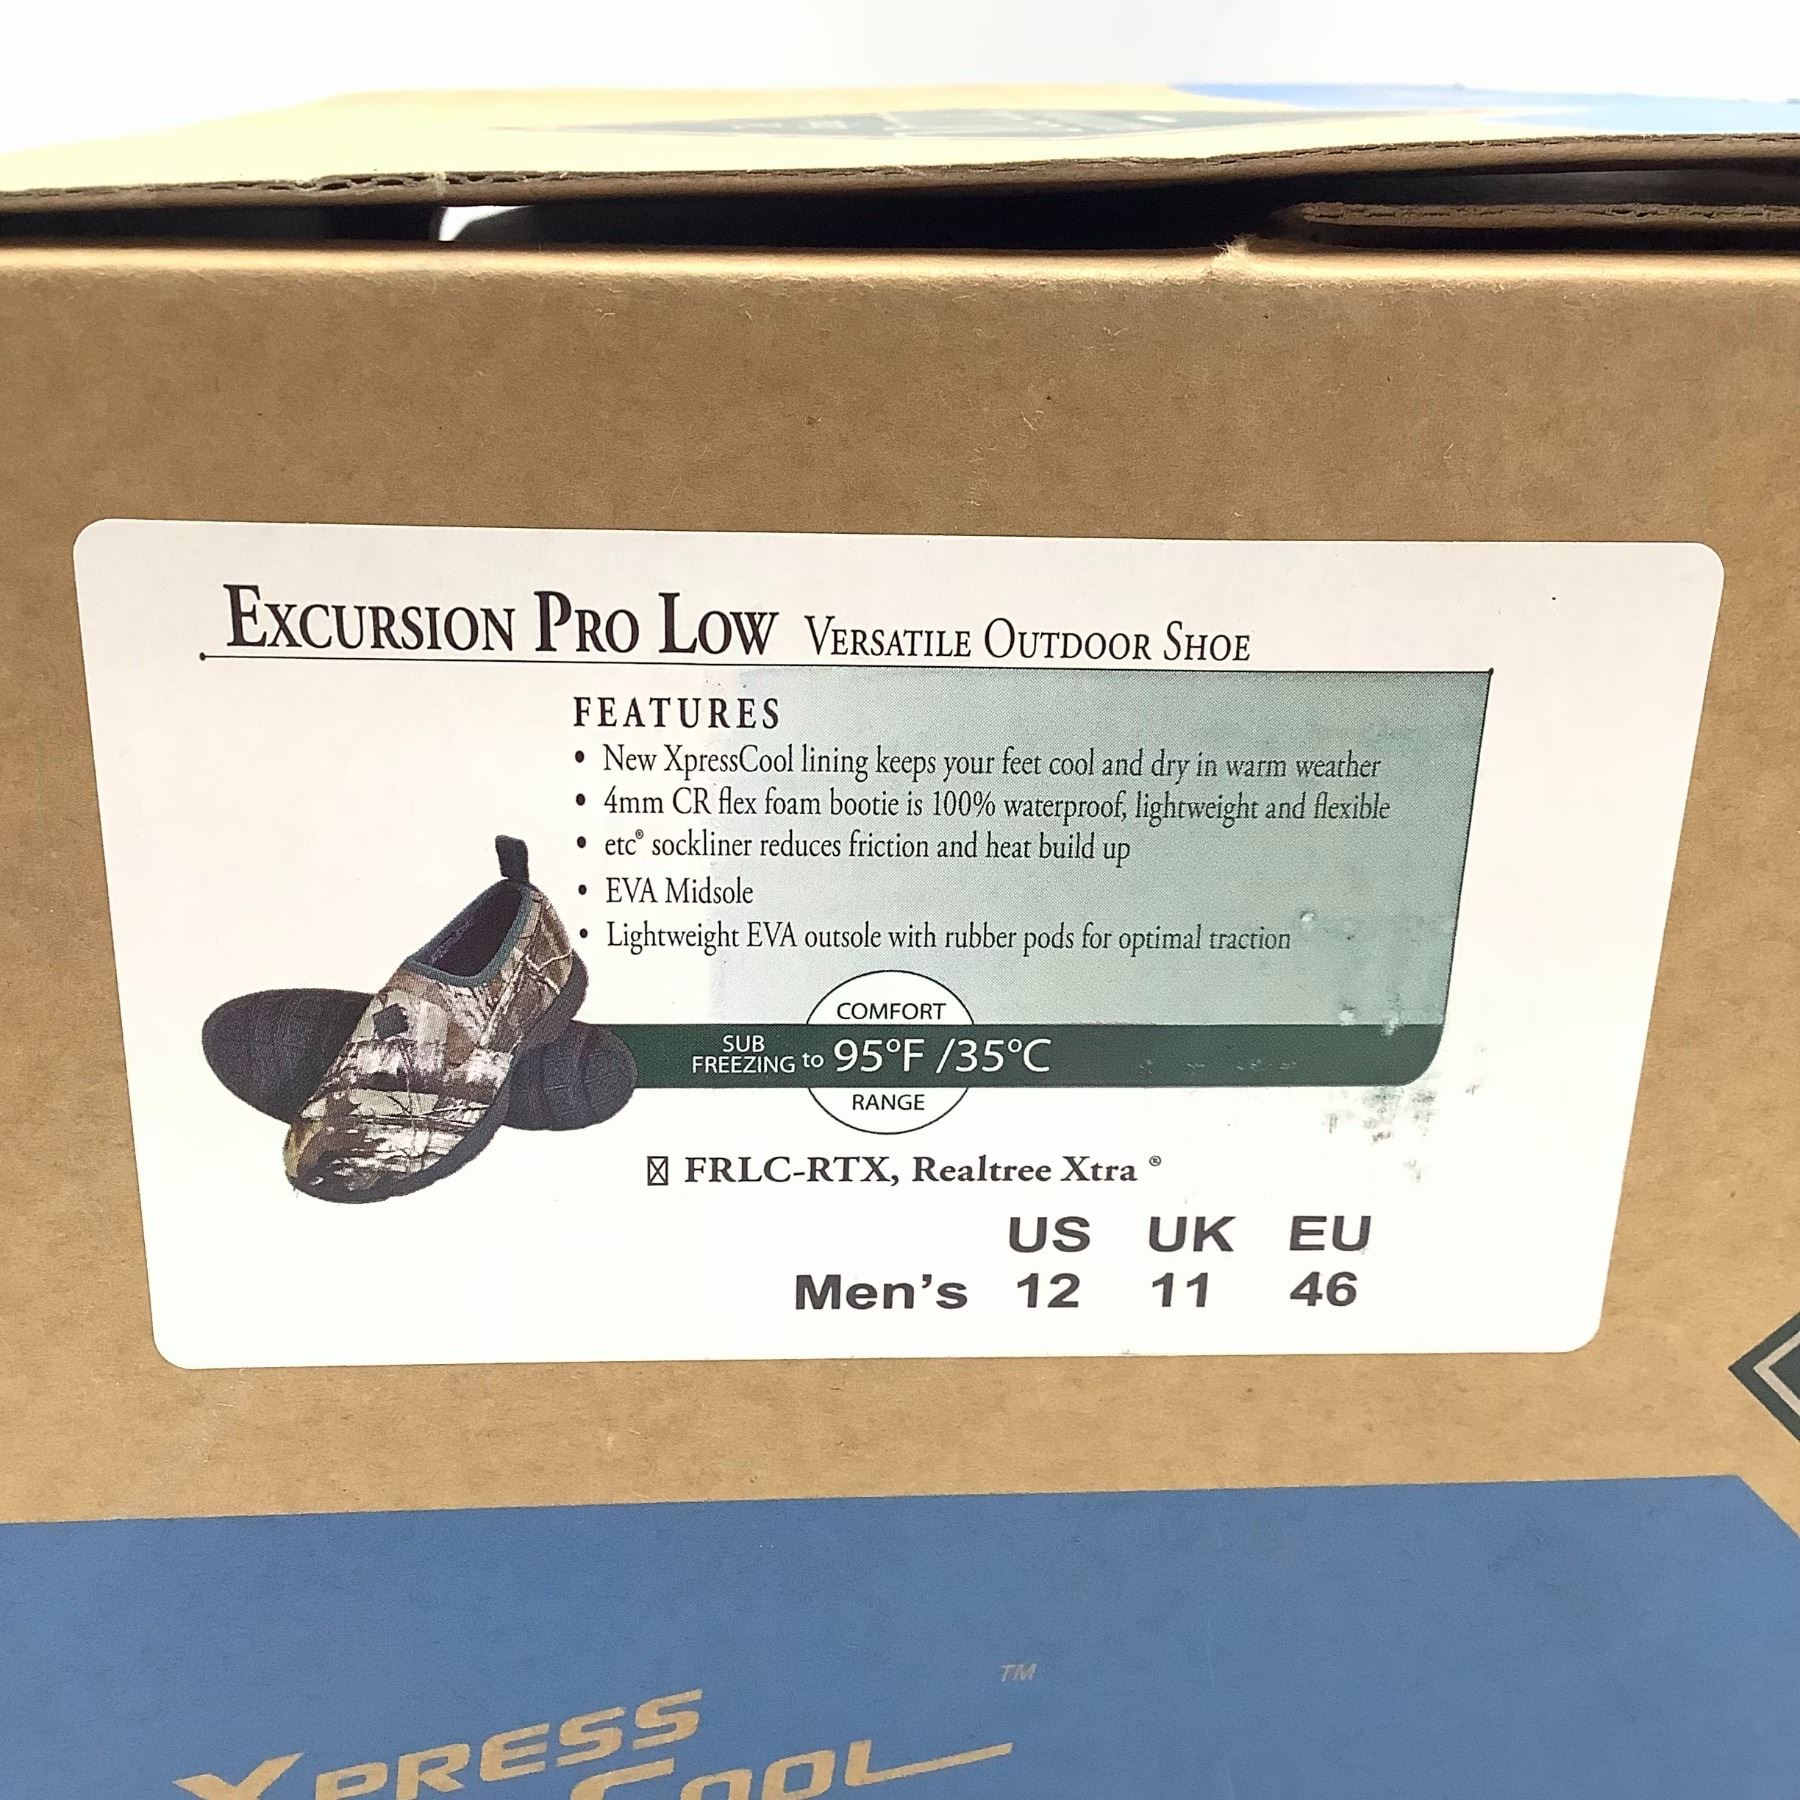 EXCURSION PRO LOW VERSATILE OUTDOOR SHOE
FEATURES
• New XpressCool lining keeps your feet cool and dry in warm weather
• 4mm CR flex foam bootie is 100% waterproof, lightweight and flexible
• etc® sockliner reduces friction and heat build up
• EVA Midsole
• Lightweight EVA outsole with rubber pods for optimal traction
COMFORT
SUB FREEZING to 95°F /35°C
RANGE
☒ FRLC-RTX, Realtree Xtra ®
US UK EU
Men's 12 11 46
XPRESS
COOL ™